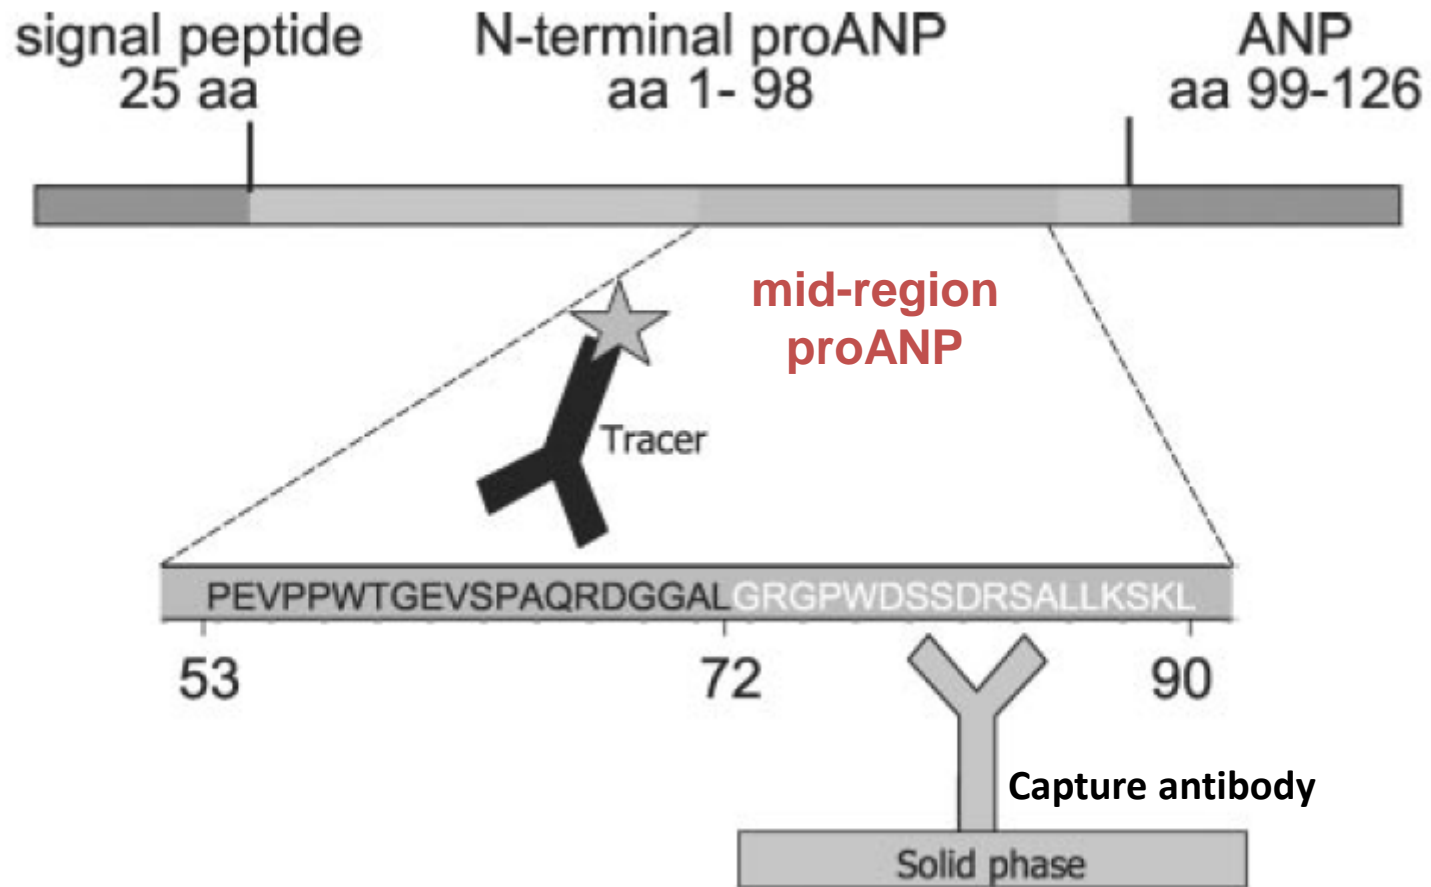 signal peptide
25 aa
N-terminal proANP
aa 1- 98
ANP
aa 99-126
mid-region
proANP
Tracer
PEVPPWTGEVSPAQRDGGALGRGPWDSSDRSALLKSKL
53
72
90
Capture antibody
Solid phase